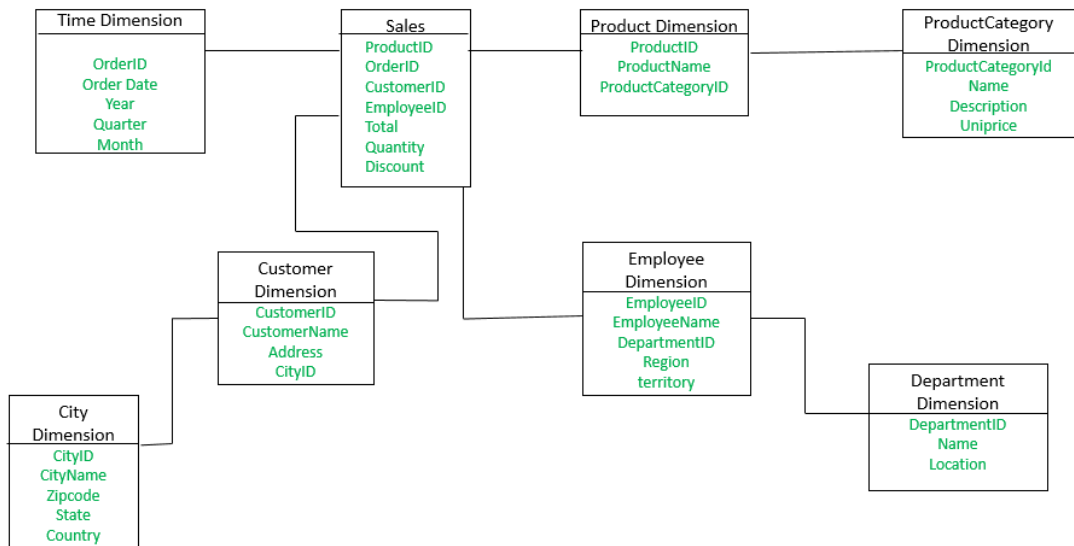 Time Dimension
OrderID
Order Date
Year
Quarter
Month
Sales
ProductID
OrderID
CustomerID
EmployeeID
Total
Quantity
Discount
Product Dimension
ProductID
ProductName
ProductCategoryID
ProductCategory
Dimension
ProductCategoryId
Name
Description
Uniprice
Customer
Dimension
CustomerID
CustomerName
Address
CityID
Employee
Dimension
EmployeeID
EmployeeName
DepartmentID
Region
territory
City
Dimension
CityID
CityName
Zipcode
State
Country
Department
Dimension
DepartmentID
Name
Location